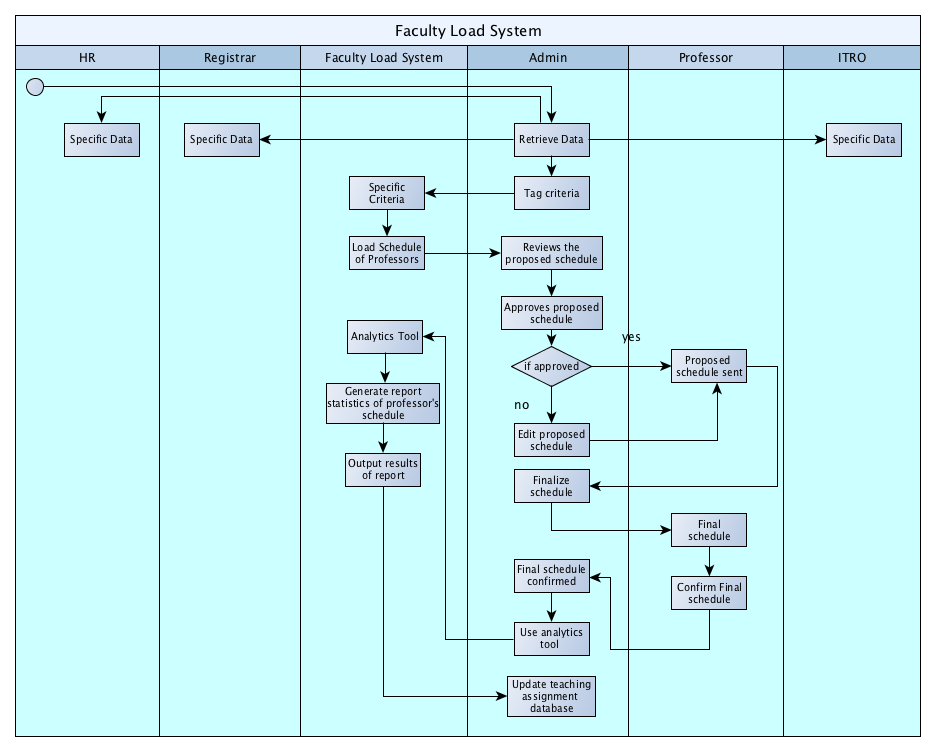 Faculty Load System
HR
Registrar
Faculty Load System
Admin
Professor
ITRO
Specific Data
Specific Data
Retrieve Data
Specific Data
Specific
Criteria
Tag criteria
Load Schedule
of Professors
Reviews the
proposed schedule
Approves proposed
schedule
Analytics Tool
yes
if approved
Proposed
schedule sent
Generate report
statistics of professor's
schedule
no
Edit proposed
schedule
Output results
of report
Finalize
schedule
Final
schedule
Final schedule
confirmed
Confirm Final
schedule
Use analytics
tool
Update teaching
assignment
database